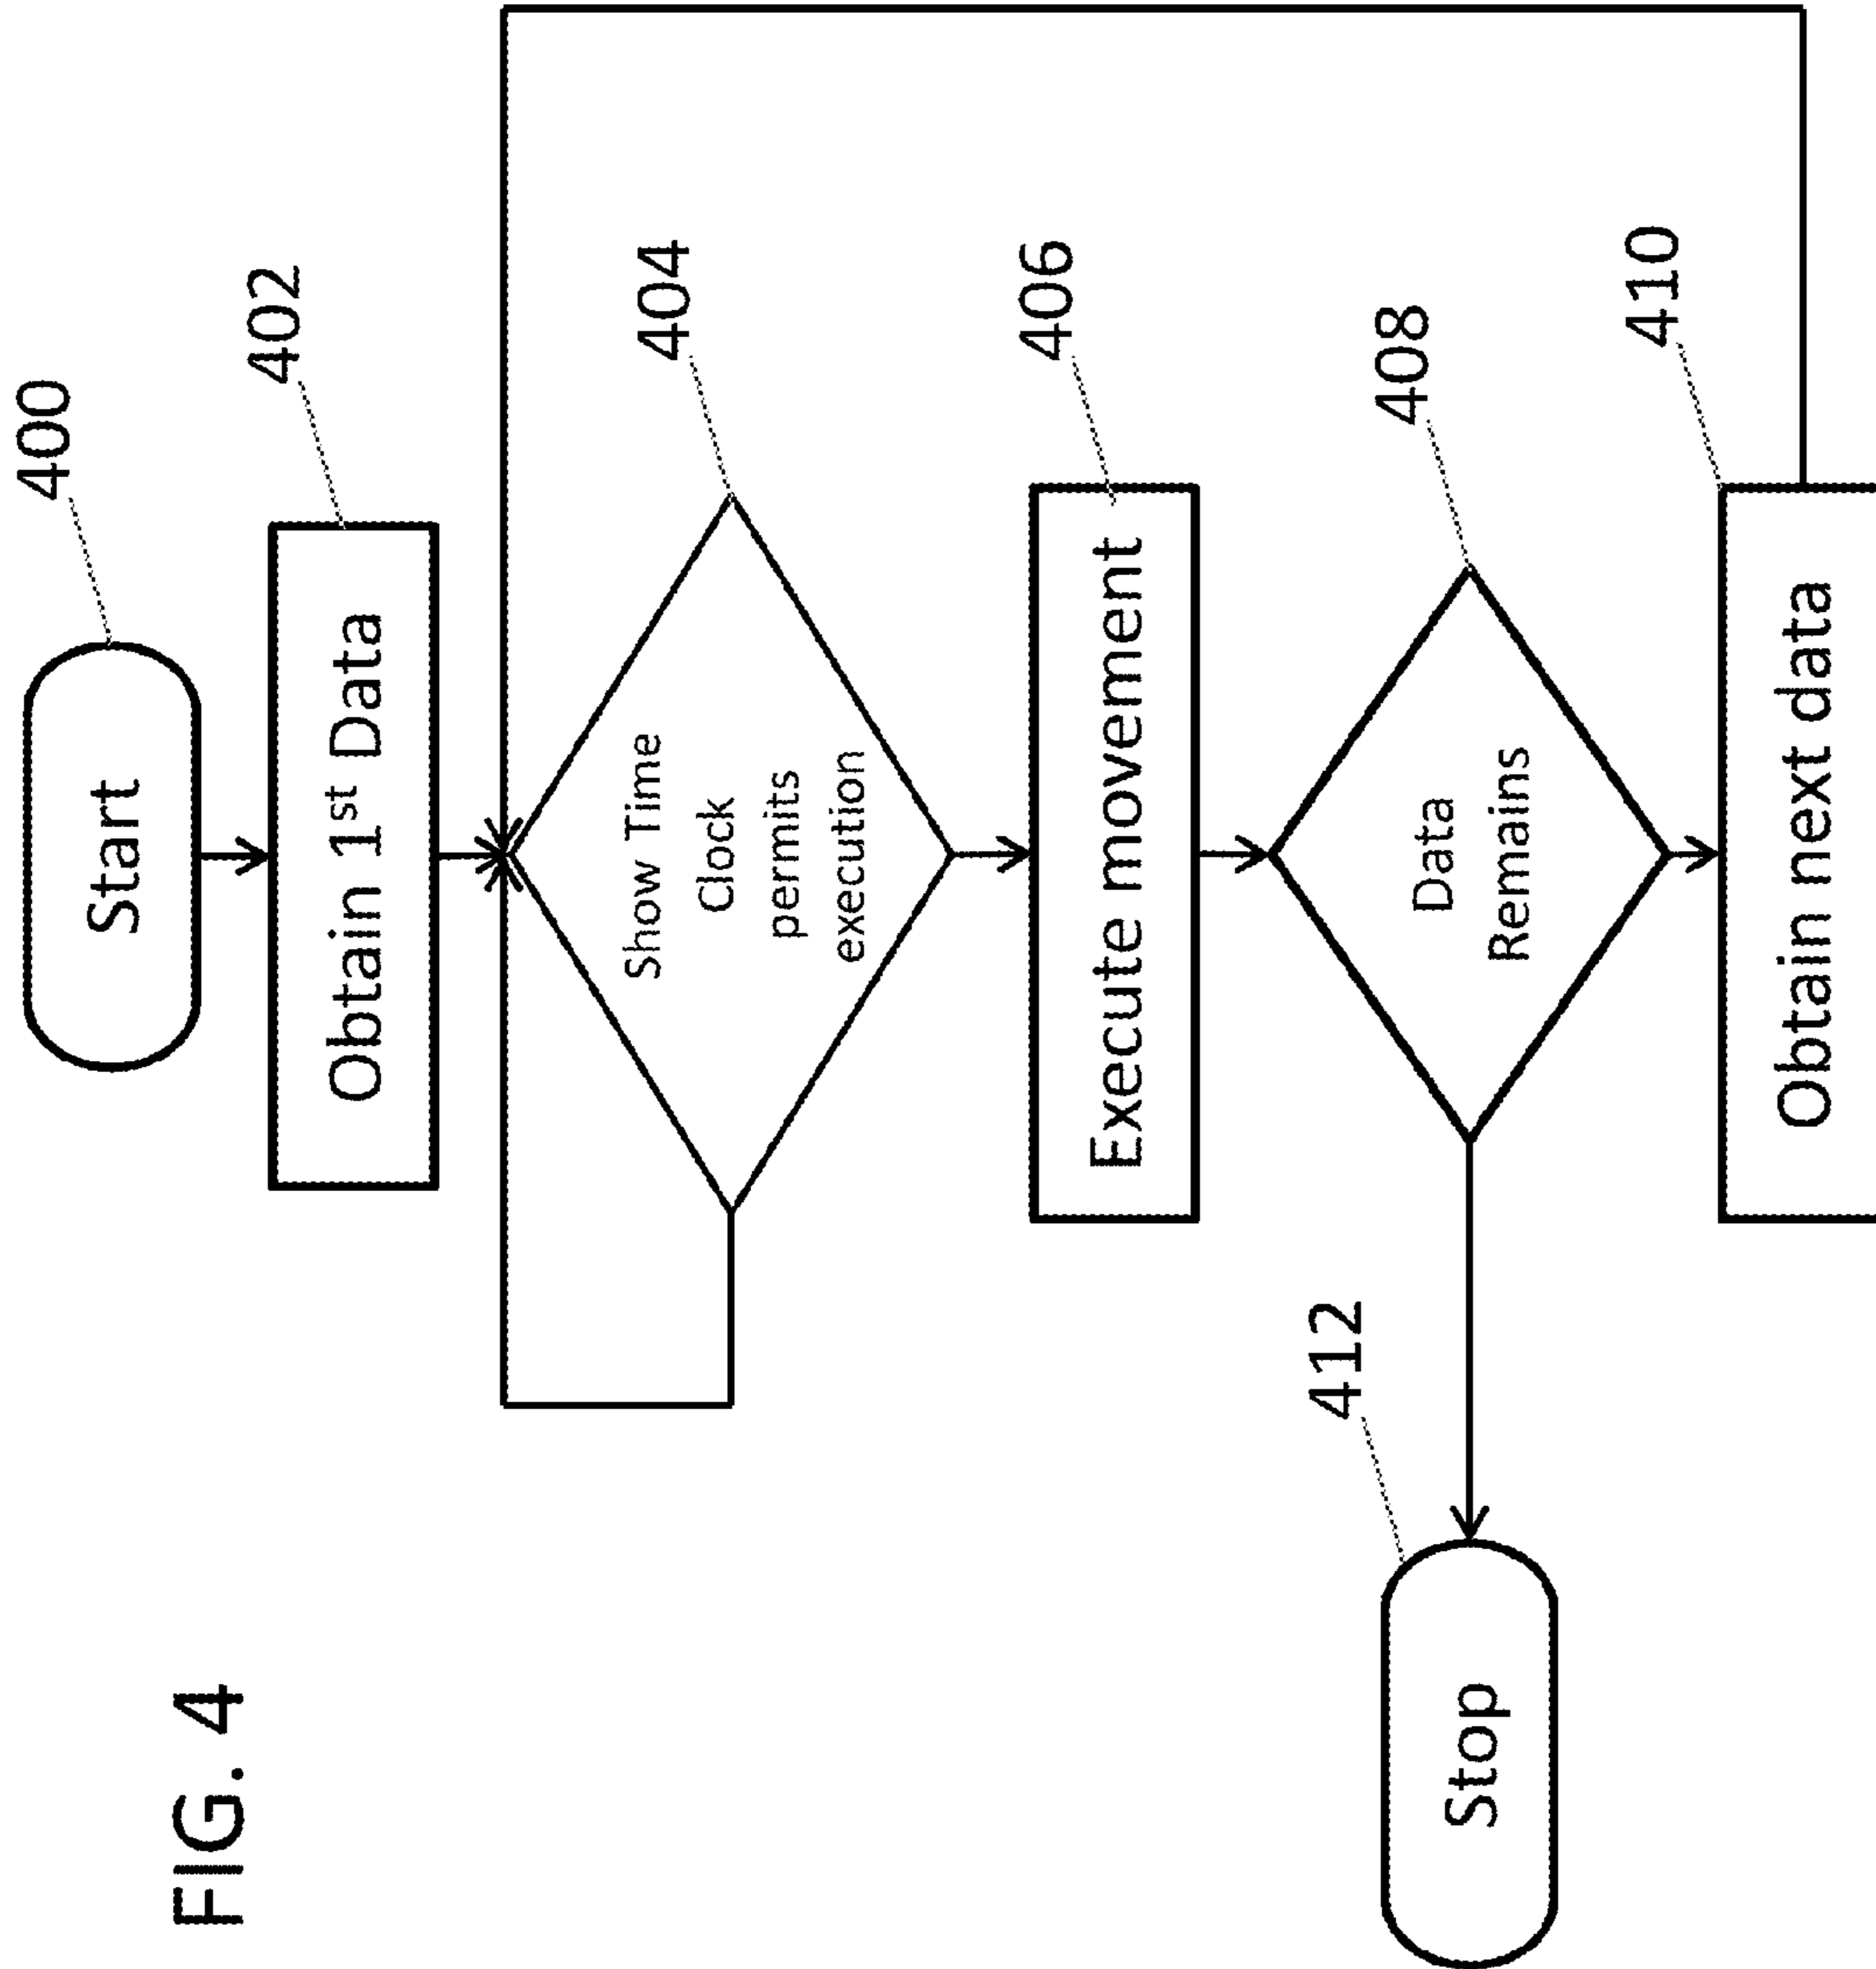 FIG. 4
400
Start
402
Obtain 1st Data
404
Show Time
Clock
permits
execution
406
Execute movement
408
Data
Remains
412
Stop
410
Obtain next data